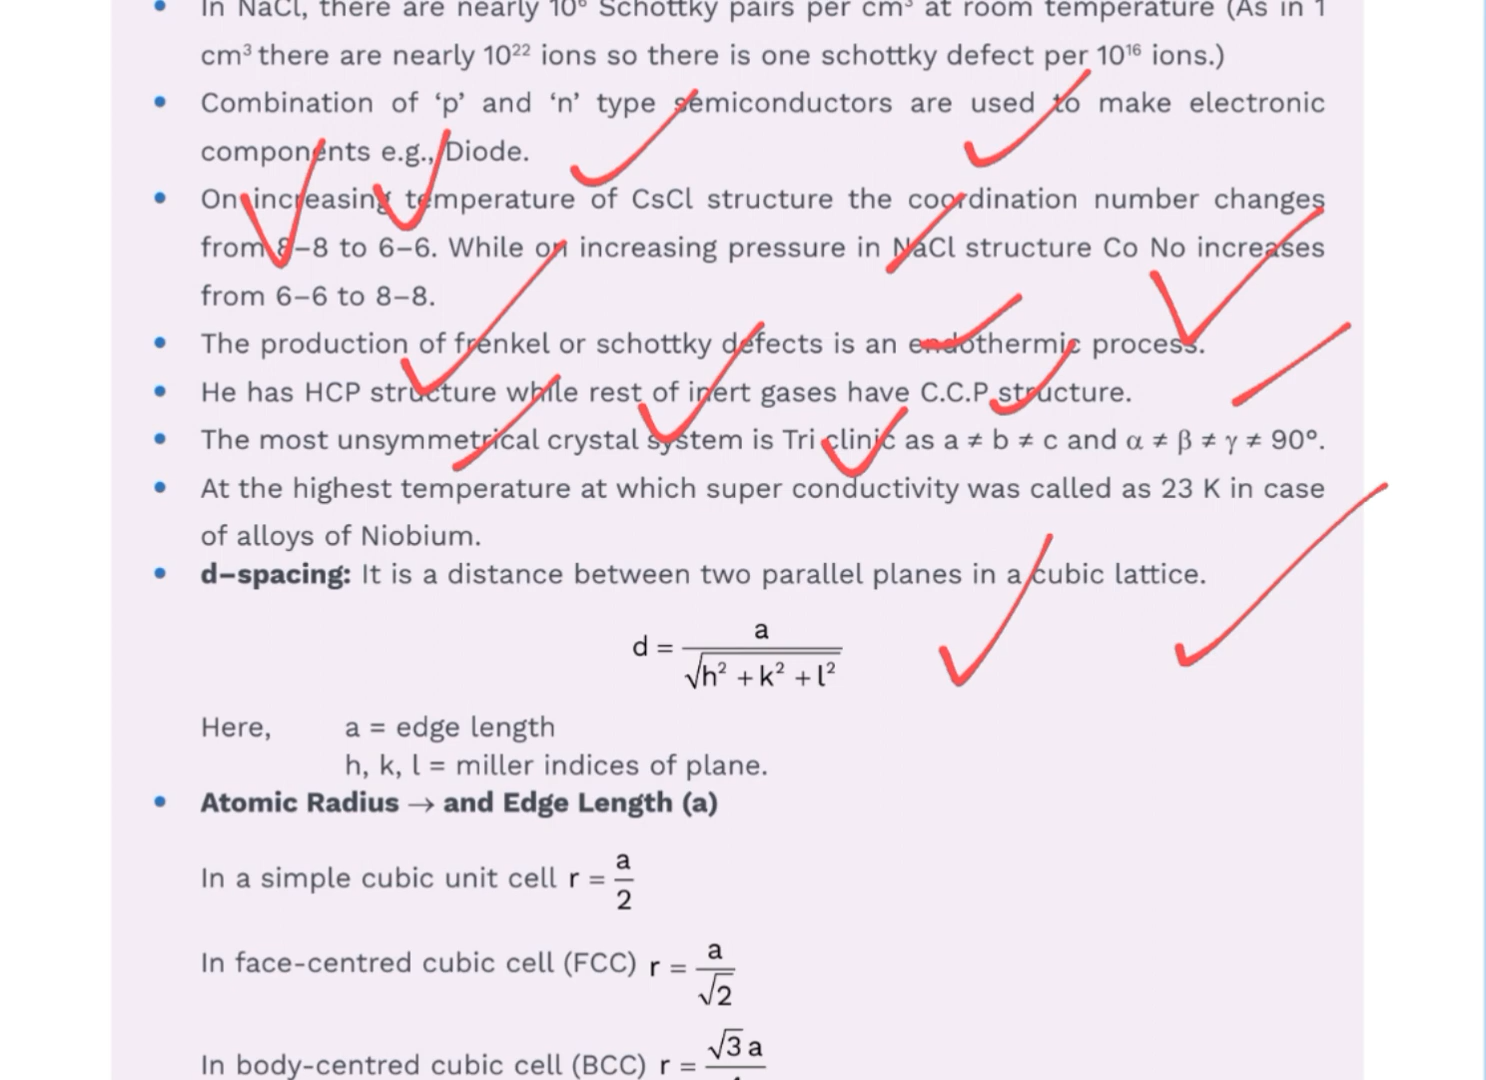 • In NaCl, there are nearly 10⁶ Schottky pairs per cm³ at room temperature (As in 1
cm³ there are nearly 10²² ions so there is one schottky defect per 10¹⁶ ions.)
• Combination of ‘p’ and ‘n’ type semiconductors are used to make electronic
components e.g., Diode.
• On increasing temperature of CsCl structure the coordination number changes
from 8–8 to 6–6. While on increasing pressure in NaCl structure Co No increases
from 6–6 to 8–8.
• The production of frenkel or schottky defects is an endothermic process.
• He has HCP structure while rest of inert gases have C.C.P structure.
• The most unsymmetrical crystal system is Tri clinic as a ≠ b ≠ c and α ≠ β ≠ γ ≠ 90°.
• At the highest temperature at which super conductivity was called as 23 K in case
of alloys of Niobium.
• d–spacing: It is a distance between two parallel planes in a cubic lattice.
d = a / √h² + k² + l²
Here, a = edge length
h, k, l = miller indices of plane.
• Atomic Radius → and Edge Length (a)
In a simple cubic unit cell r = a / 2
In face-centred cubic cell (FCC) r = a / √2
In body-centred cubic cell (BCC) r = √3 a